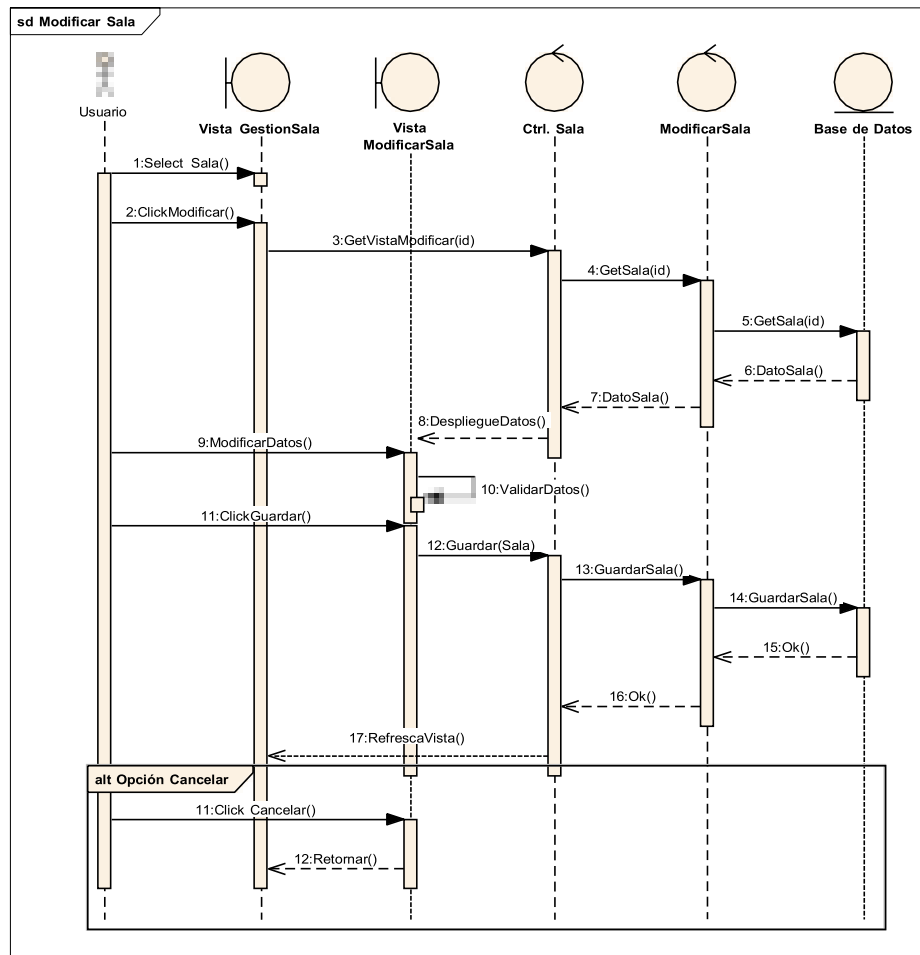 sd Modificar Sala
Usuario
Vista GestionSala
Vista
ModificarSala
Ctrl. Sala
ModificarSala
Base de Datos
1:Select Sala()
2:ClickModificar()
3:GetVistaModificar(id)
4:GetSala(id)
5:GetSala(id)
6:DatoSala()
7:DatoSala()
8:DespliegueDatos()
9:ModificarDatos()
10:ValidarDatos()
11:ClickGuardar()
12:Guardar(Sala)
13:GuardarSala()
14:GuardarSala()
15:Ok()
16:Ok()
17:RefrescaVista()
alt Opción Cancelar
11:Click Cancelar()
12:Retornar()